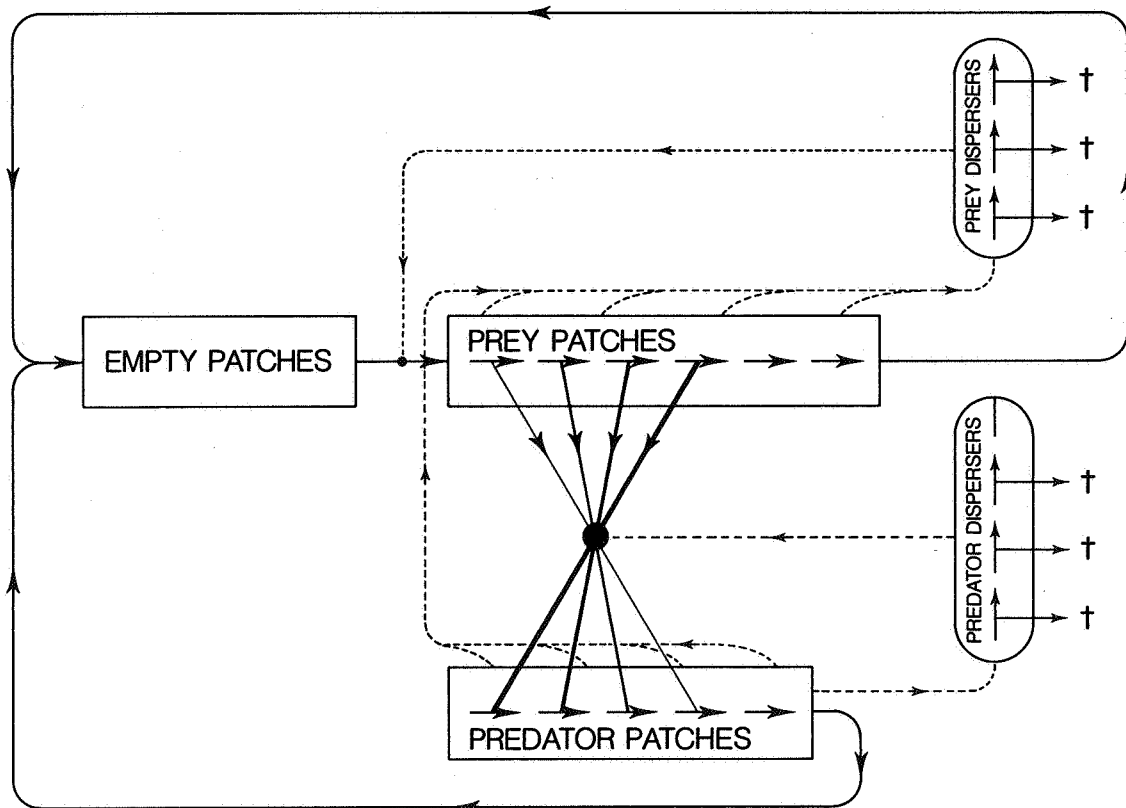 PREY DISPERSERS
†
†
†
EMPTY PATCHES
PREY PATCHES
PREDATOR DISPERSERS
†
†
†
PREDATOR PATCHES